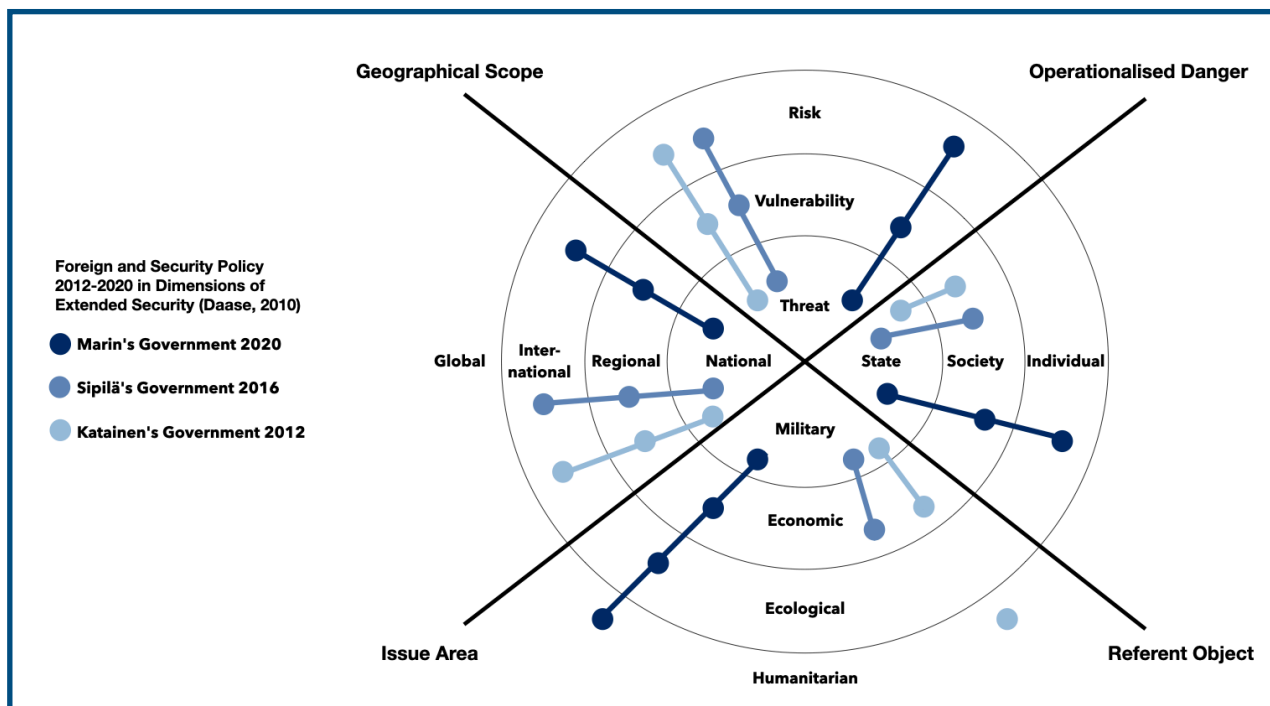 Geographical Scope
Operationalised Danger
Risk
Vulnerability
Foreign and Security Policy
2012-2020 in Dimensions of
Extended Security (Daase, 2010)
Marin's Government 2020
Sipilä's Government 2016
Katainen's Government 2012
Threat
Global
Inter-
national
Regional
National
State
Society
Individual
Military
Economic
Ecological
Issue Area
Referent Object
Humanitarian